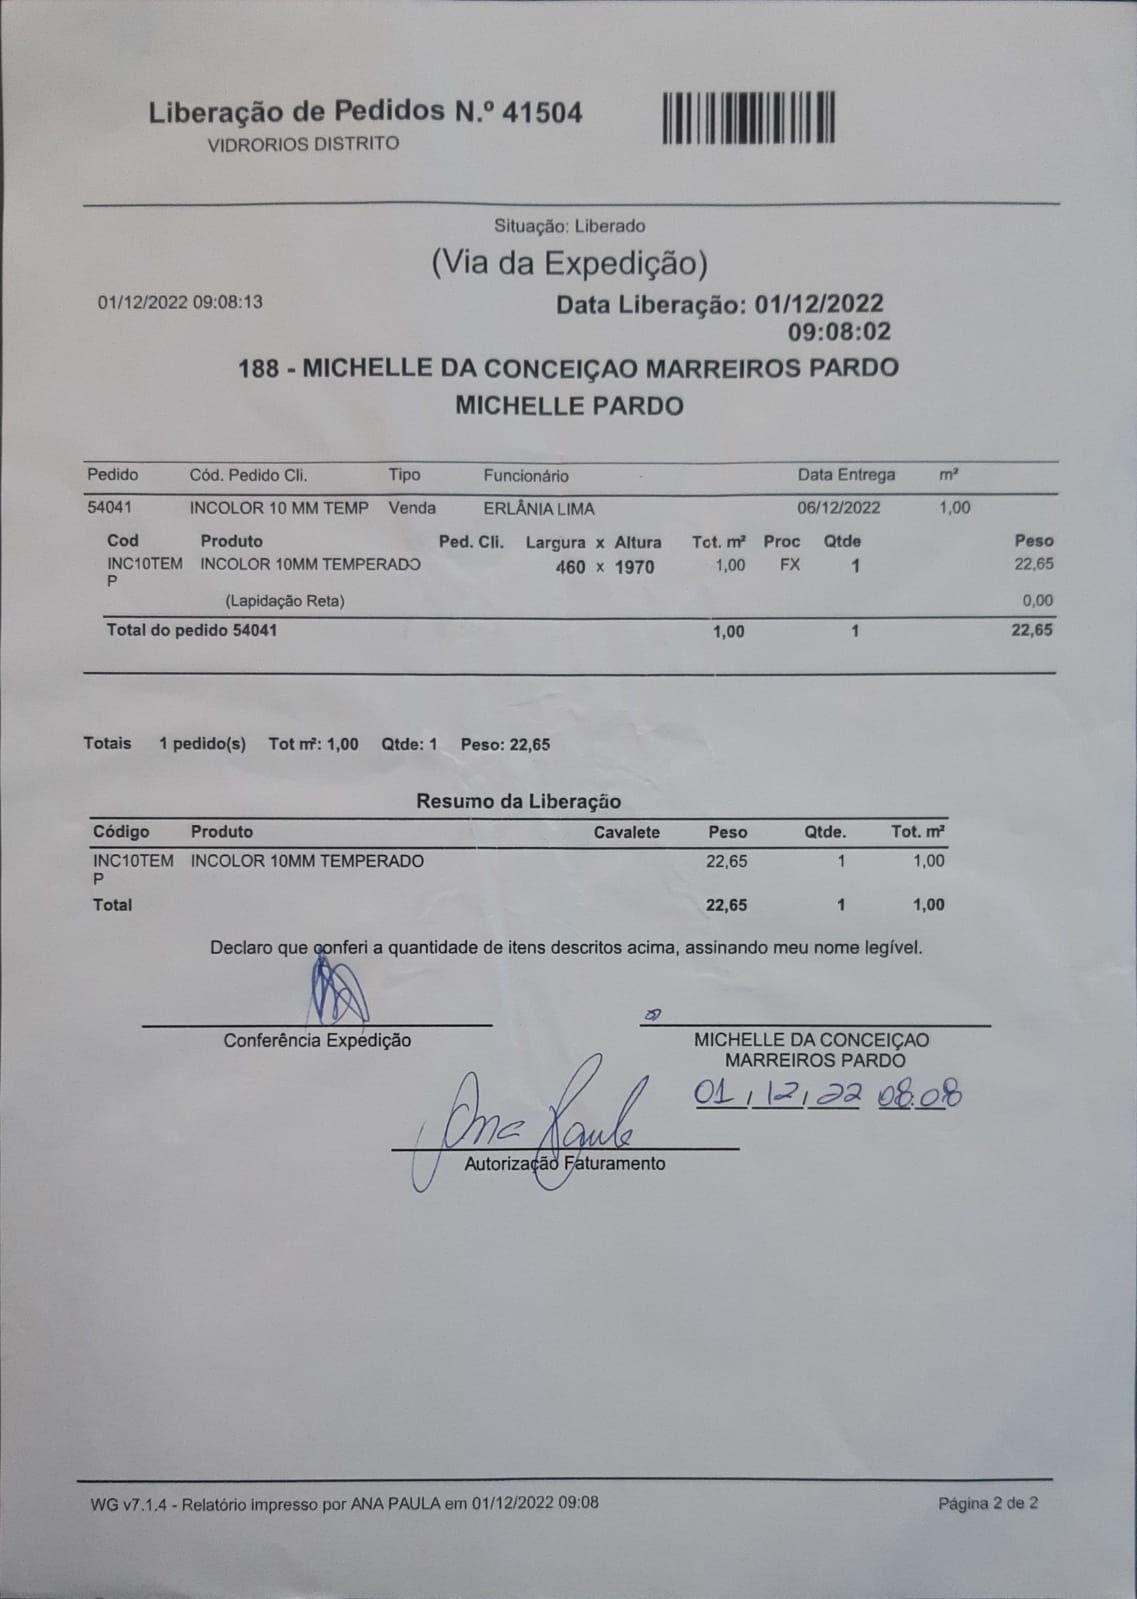 Liberação de Pedidos N.º 41504
VIDRORIOS DISTRITO
Situação: Liberado
(Via da Expedição)
01/12/2022 09:08:13 Data Liberação: 01/12/2022
09:08:02
188 - MICHELLE DA CONCEIÇAO MARREIROS PARDO
MICHELLE PARDO
Pedido Cód. Pedido Cli. Tipo Funcionário Data Entrega m²
54041 INCOLOR 10 MM TEMP Venda ERLÂNIA LIMA 06/12/2022 1,00
Cod Produto Ped. Cli. Largura x Altura Tot. m² Proc Qtde Peso
INC10TEM INCOLOR 10MM TEMPERADO 460 x 1970 1,00 FX 1 22,65
P
(Lapidação Reta) 0,00
Total do pedido 54041 1,00 1 22,65
Totais 1 pedido(s) Tot m²: 1,00 Qtde: 1 Peso: 22,65
Resumo da Liberação
Código Produto Cavalete Peso Qtde. Tot. m²
INC10TEM INCOLOR 10MM TEMPERADO 22,65 1 1,00
P
Total 22,65 1 1,00
Declaro que conferi a quantidade de itens descritos acima, assinando meu nome legível.
Conferência Expedição MICHELLE DA CONCEIÇAO
MARREIROS PARDO
01/12/22 08:08
Ana Paula
Autorização Faturamento
WG v7.1.4 - Relatório impresso por ANA PAULA em 01/12/2022 09:08 Página 2 de 2